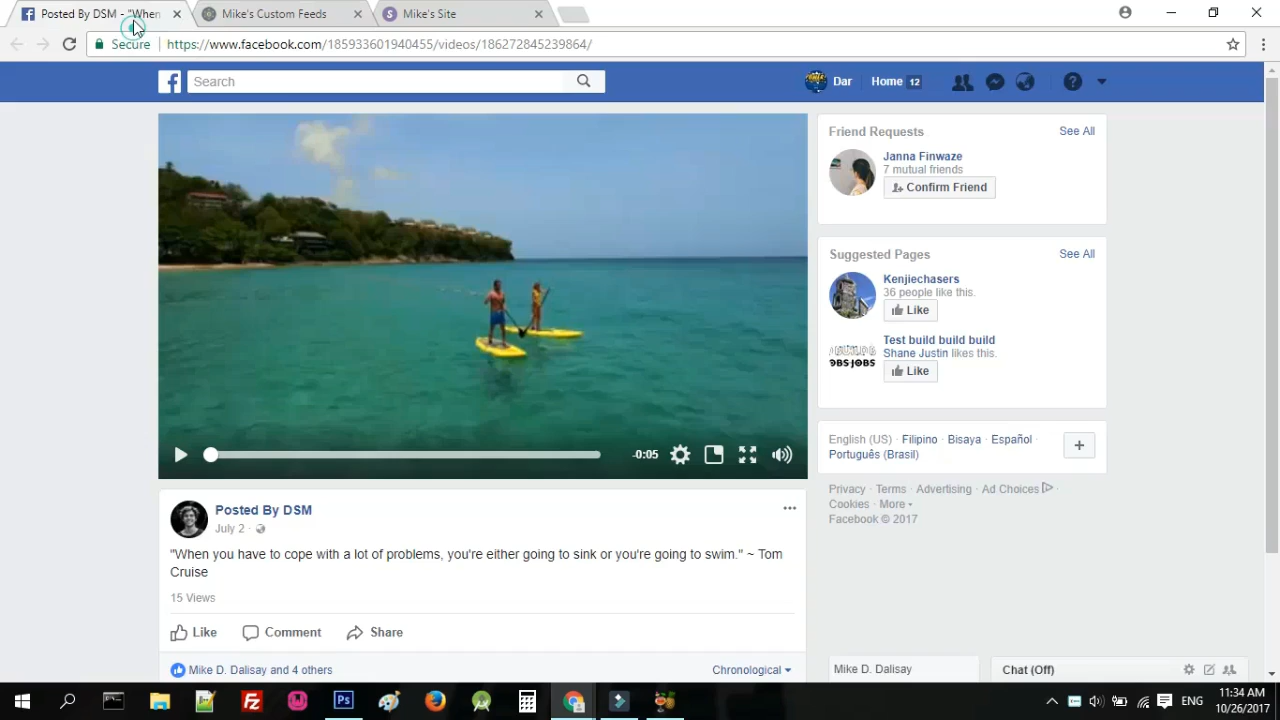 Posted By DSM - "When
Mike's Custom Feeds
Mike's Site
Secure
https://www.facebook.com/185933601940455/videos/186272845239864/
Search
Dar
Home 12
Friend Requests
See All
Janna Finwaze
7 mutual friends
Confirm Friend
Suggested Pages
See All
Kenjiechasers
36 people like this.
Like
Test build build build
Shane Justin likes this.
Like
English (US) · Filipino · Bisaya · Español ·
Português (Brasil)
Privacy · Terms · Advertising · Ad Choices ·
Cookies · More
Facebook © 2017
-0:05
Posted By DSM
July 2 ·
"When you have to cope with a lot of problems, you're either going to sink or you're going to swim." ~ Tom
Cruise
15 Views
Like
Comment
Share
Mike D. Dalisay and 4 others
Chronological
Mike D. Dalisay
Chat (Off)
ENG
11:34 AM
10/26/2017